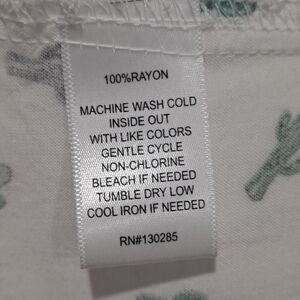 100%RAYON
MACHINE WASH COLD
INSIDE OUT
WITH LIKE COLORS
GENTLE CYCLE
NON-CHLORINE
BLEACH IF NEEDED
TUMBLE DRY LOW
COOL IRON IF NEEDED
RN#130285